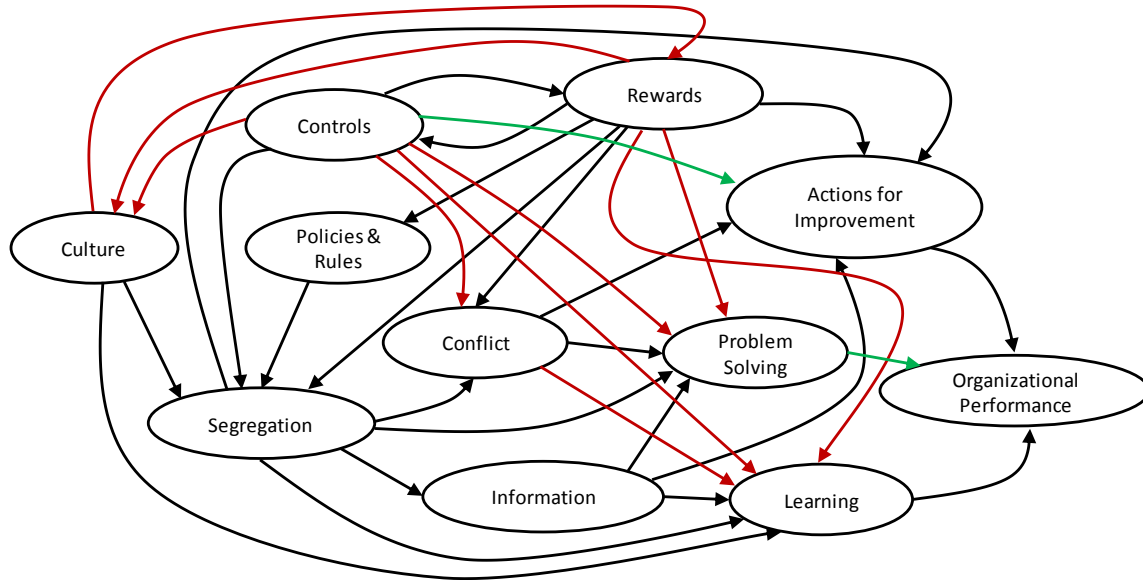 Rewards
Controls
Actions for
Improvement
Culture
Policies &
Rules
Conflict
Problem
Solving
Organizational
Performance
Segregation
Information
Learning